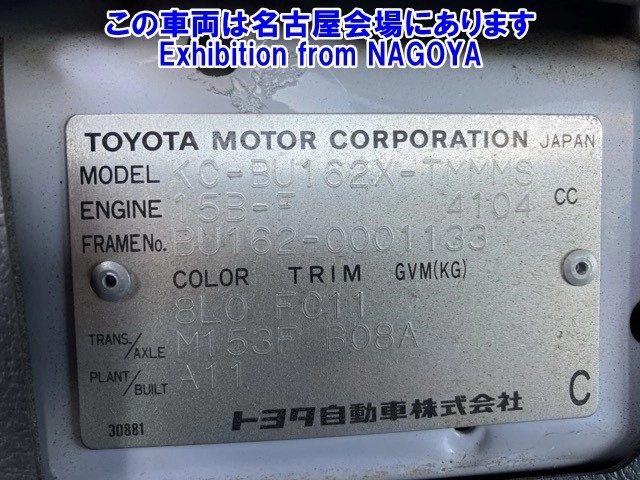 この車両は名古屋会場にあります
Exhibition from NAGOYA
TOYOTA MOTOR CORPORATION JAPAN
MODEL KC-BU162X-TMMMS
ENGINE 15B-F 4104 CC
FRAME No. BU162-0001133
COLOR TRIM GVM(KG)
8L0 FC11
TRANS./AXLE M153F B08A
PLANT/BUILT A11
C
30881 トヨタ自動車株式会社